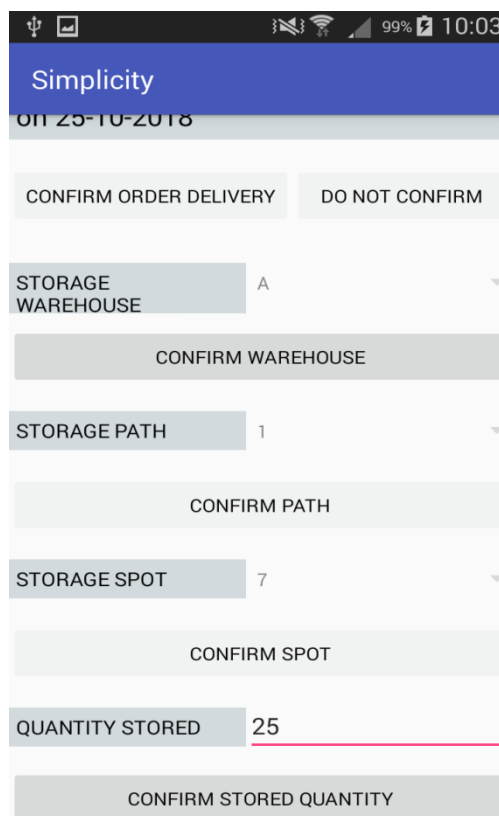 99% 10:03
Simplicity
on 25-10-2018
CONFIRM ORDER DELIVERY DO NOT CONFIRM
STORAGE A
WAREHOUSE
CONFIRM WAREHOUSE
STORAGE PATH 1
CONFIRM PATH
STORAGE SPOT 7
CONFIRM SPOT
QUANTITY STORED 25
CONFIRM STORED QUANTITY